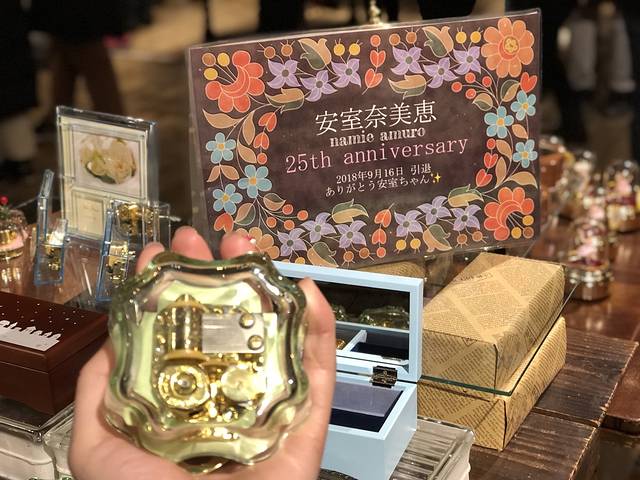 安室奈美恵
namie amuro
25th anniversary
2018年9月16日 引退
ありがとう安室ちゃん✨